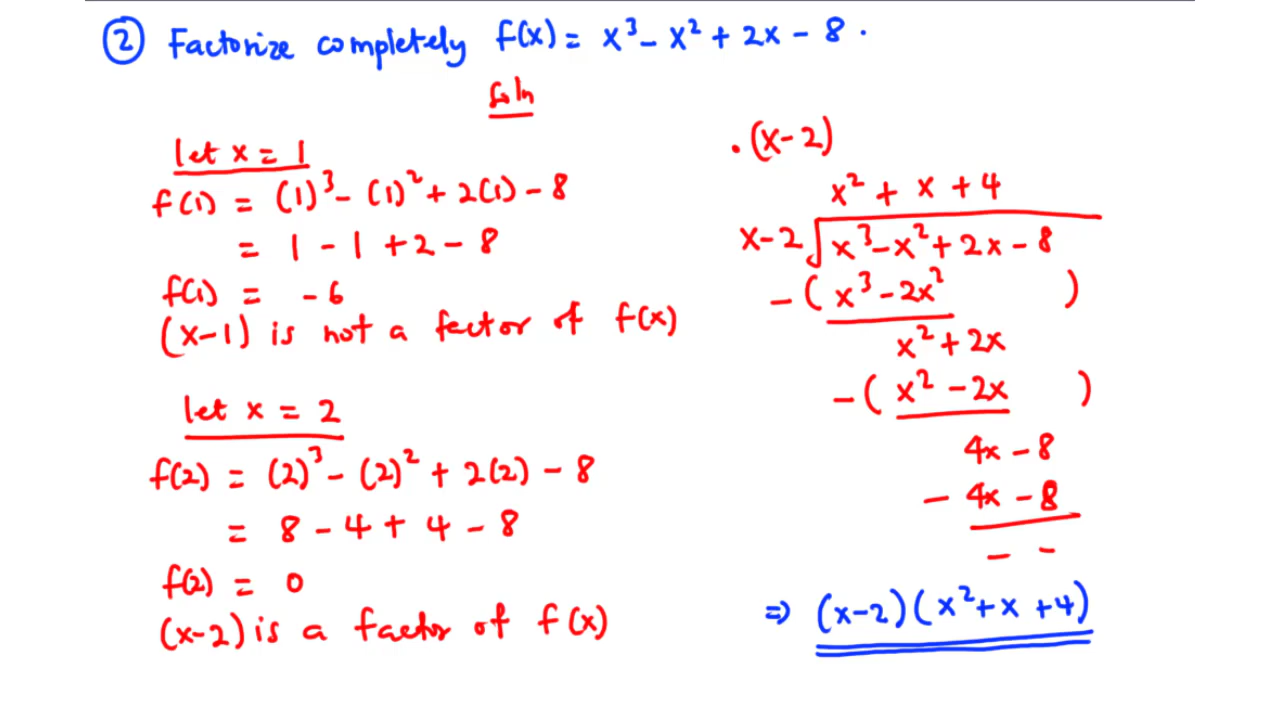 ② Factorize completely f(x) = x³ - x² + 2x - 8.
soln
let x = 1
f(1) = (1)³ - (1)² + 2(1) - 8
= 1 - 1 + 2 - 8
f(1) = -6
(x-1) is not a factor of f(x)
let x = 2
f(2) = (2)³ - (2)² + 2(2) - 8
= 8 - 4 + 4 - 8
f(2) = 0
(x-2) is a factor of f(x)
. (x-2)
x² + x + 4
x-2 √x³ - x² + 2x - 8
- ( x³ - 2x² )
x² + 2x
- ( x² - 2x )
4x - 8
- 4x - 8
- -
⇒ (x-2)(x² + x + 4)